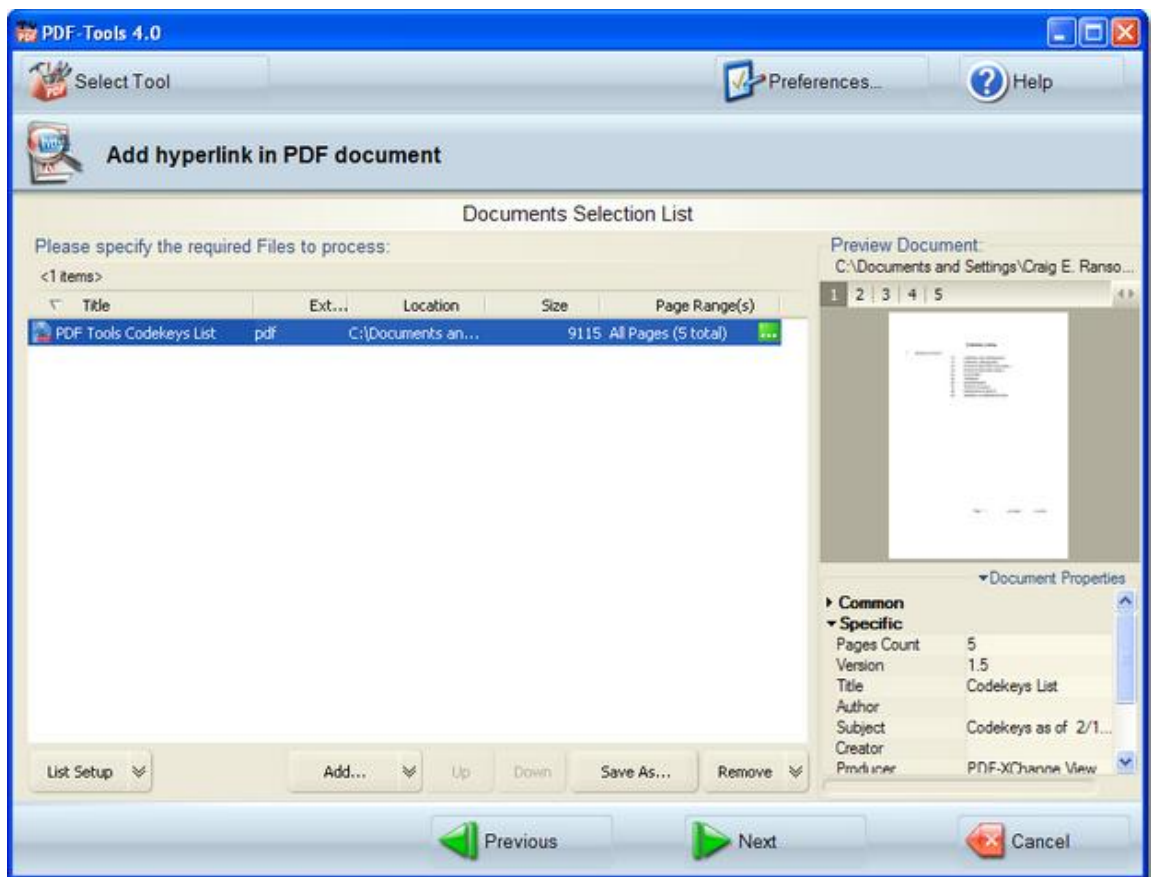 PDF-Tools 4.0
Select Tool
Preferences...
Help
Add hyperlink in PDF document
Documents Selection List
Please specify the required Files to process:
<1 items>
Title Ext... Location Size Page Range(s)
PDF Tools Codekeys List pdf C:\Documents an... 9115 All Pages (5 total) ...
Preview Document:
C:\Documents and Settings\Craig E. Ranso...
1 2 3 4 5
Document Properties
Common
Specific
Pages Count 5
Version 1.5
Title Codekeys List
Author
Subject Codekeys as of 2/1...
Creator
Producer PDF-XChange View
List Setup
Add...
Up
Down
Save As...
Remove
Previous
Next
Cancel